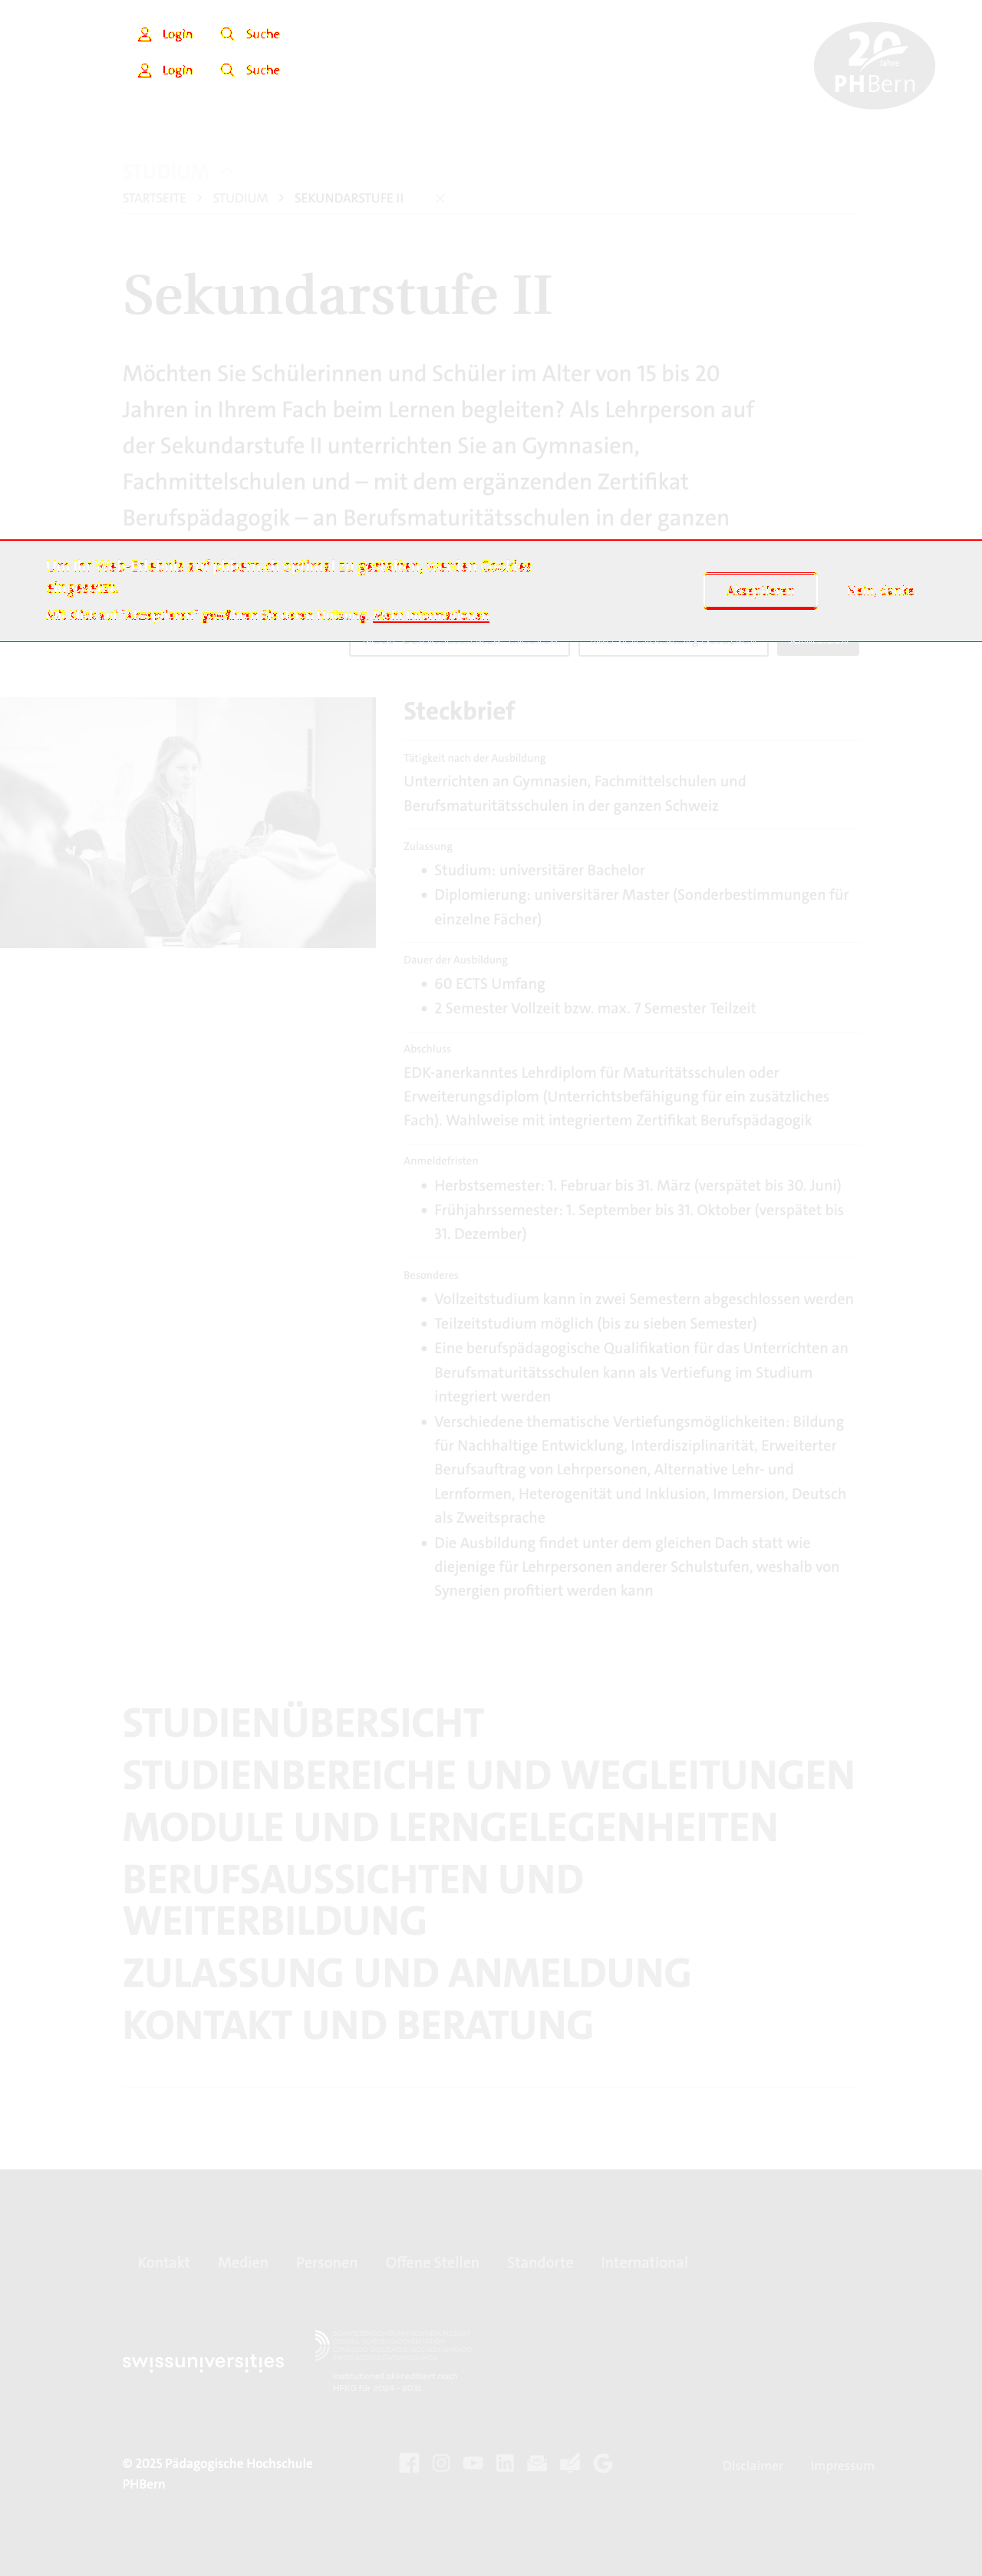 Login Suche
Login Suche
20
Jahre
PHBern
STUDIUM
STARTSEITE > STUDIUM > SEKUNDARSTUFE II
Sekundarstufe II
Möchten Sie Schülerinnen und Schüler im Alter von 15 bis 20
Jahren in Ihrem Fach beim Lernen begleiten? Als Lehrperson auf
der Sekundarstufe II unterrichten Sie an Gymnasien,
Fachmittelschulen und – mit dem ergänzenden Zertifikat
Berufspädagogik – an Berufsmaturitätsschulen in der ganzen
Um Ihr Web-Erlebnis auf phbern.ch optimal zu gestalten, werden Cookies
eingesetzt.
Mit Klick auf "Akzeptieren" gewähren Sie deren Nutzung. Mehr Informationen
Akzeptieren
Nein, danke
Steckbrief
Tätigkeit nach der Ausbildung
Unterrichten an Gymnasien, Fachmittelschulen und
Berufsmaturitätsschulen in der ganzen Schweiz
Zulassung
• Studium: universitärer Bachelor
• Diplomierung: universitärer Master (Sonderbestimmungen für
einzelne Fächer)
Dauer der Ausbildung
• 60 ECTS Umfang
• 2 Semester Vollzeit bzw. max. 7 Semester Teilzeit
Abschluss
EDK-anerkanntes Lehrdiplom für Maturitätsschulen oder
Erweiterungsdiplom (Unterrichtsbefähigung für ein zusätzliches
Fach). Wahlweise mit integriertem Zertifikat Berufspädagogik
Anmeldefristen
• Herbstsemester: 1. Februar bis 31. März (verspätet bis 30. Juni)
• Frühjahrssemester: 1. September bis 31. Oktober (verspätet bis
31. Dezember)
Besonderes
• Vollzeitstudium kann in zwei Semestern abgeschlossen werden
• Teilzeitstudium möglich (bis zu sieben Semester)
• Eine berufspädagogische Qualifikation für das Unterrichten an
Berufsmaturitätsschulen kann als Vertiefung im Studium
integriert werden
• Verschiedene thematische Vertiefungsmöglichkeiten: Bildung
für Nachhaltige Entwicklung, Interdisziplinarität, Erweiterter
Berufsauftrag von Lehrpersonen, Alternative Lehr- und
Lernformen, Heterogenität und Inklusion, Immersion, Deutsch
als Zweitsprache
• Die Ausbildung findet unter dem gleichen Dach statt wie
diejenige für Lehrpersonen anderer Schulstufen, weshalb von
Synergien profitiert werden kann
STUDIENÜBERSICHT
STUDIENBEREICHE UND WEGLEITUNGEN
MODULE UND LERNGELEGENHEITEN
BERUFSAUSSICHTEN UND
WEITERBILDUNG
ZULASSUNG UND ANMELDUNG
KONTAKT UND BERATUNG
Kontakt Medien Personen Offene Stellen Standorte International
swissuniversities
© 2025 Pädagogische Hochschule
PHBern
Disclaimer Impressum